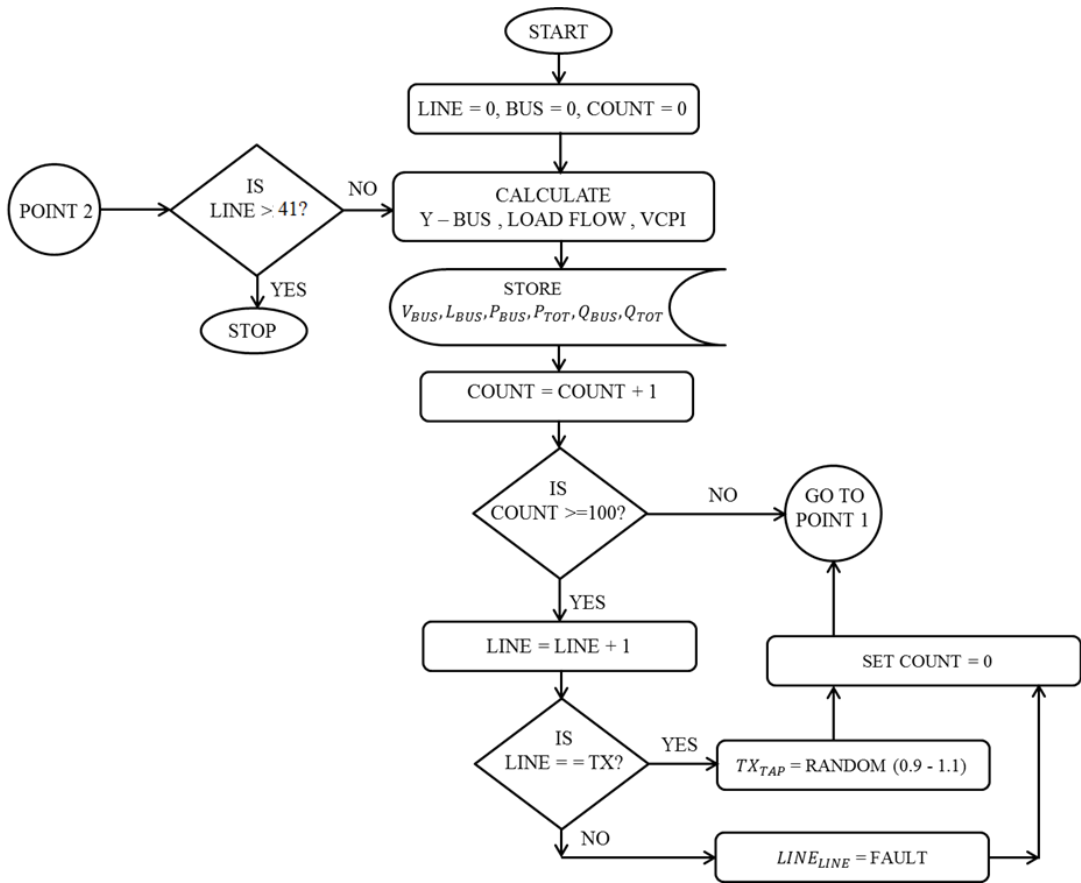 START
LINE = 0, BUS = 0, COUNT = 0
POINT 2
IS
LINE > 41?
NO
CALCULATE
Y – BUS , LOAD FLOW , VCPI
YES
STOP
STORE
V_BUS, L_BUS, P_BUS, P_TOT, Q_BUS, Q_TOT
COUNT = COUNT + 1
IS
COUNT >=100?
NO
GO TO
POINT 1
YES
LINE = LINE + 1
SET COUNT = 0
IS
LINE = = TX?
YES
TX_TAP = RANDOM (0.9 - 1.1)
NO
LINE_LINE = FAULT